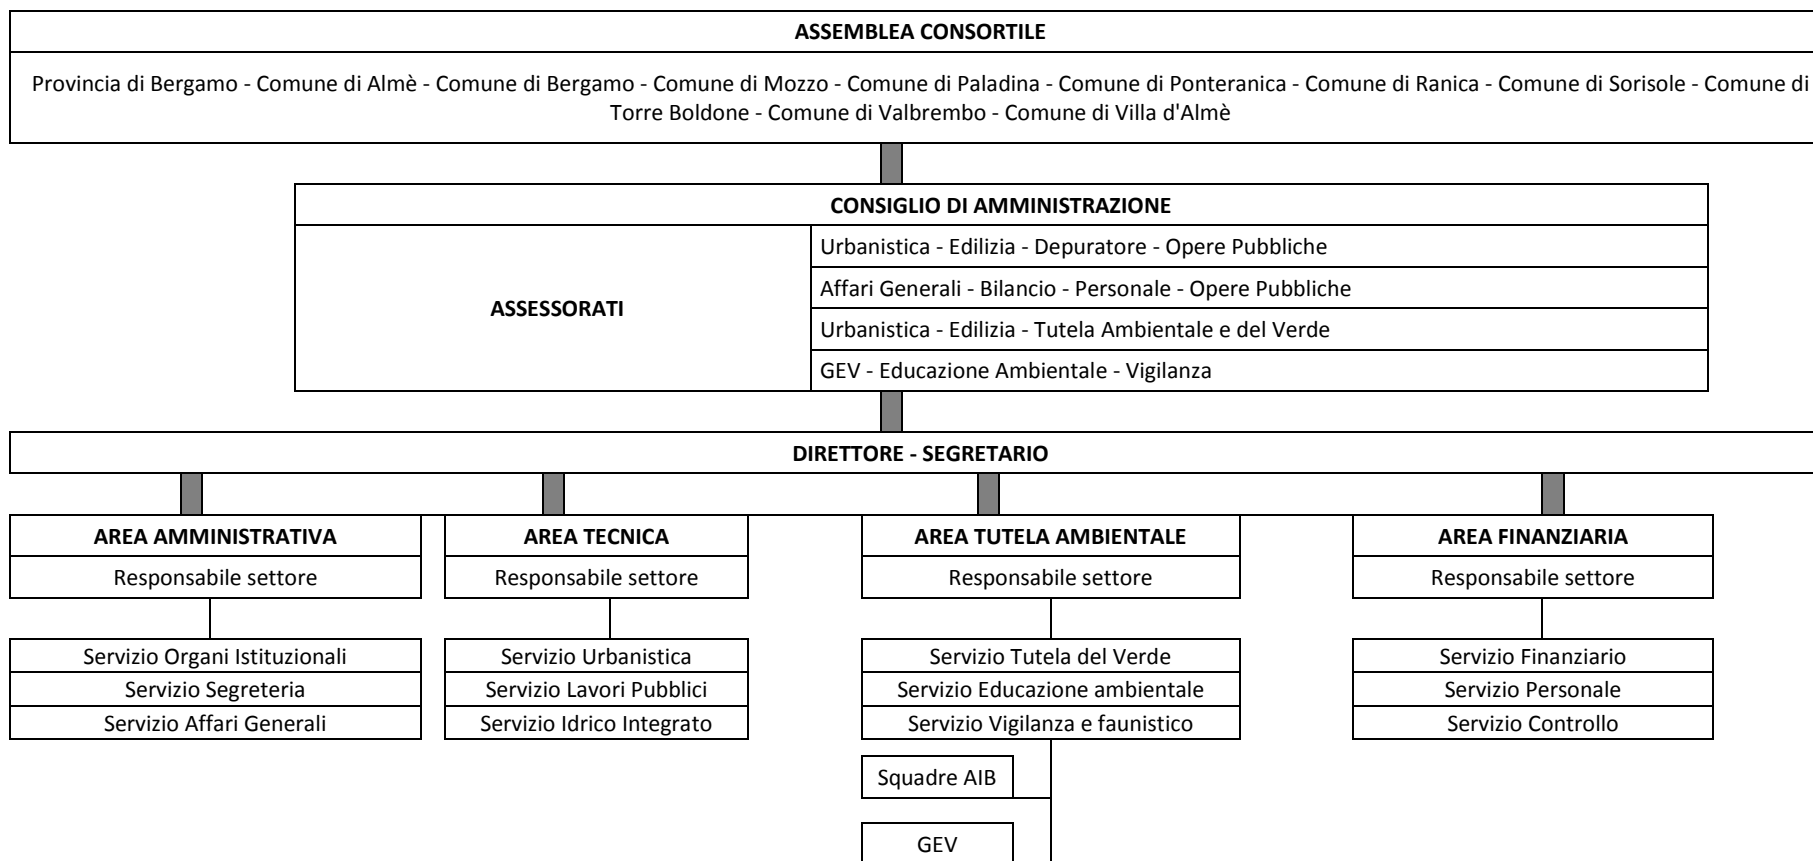 ASSEMBLEA CONSORTILE
Provincia di Bergamo - Comune di Almè - Comune di Bergamo - Comune di Mozzo - Comune di Paladina - Comune di Ponteranica - Comune di Ranica - Comune di Sorisole - Comune di
Torre Boldone - Comune di Valbrembo - Comune di Villa d'Almè
CONSIGLIO DI AMMINISTRAZIONE
ASSESSORATI
Urbanistica - Edilizia - Depuratore - Opere Pubbliche
Affari Generali - Bilancio - Personale - Opere Pubbliche
Urbanistica - Edilizia - Tutela Ambientale e del Verde
GEV - Educazione Ambientale - Vigilanza
DIRETTORE - SEGRETARIO
AREA AMMINISTRATIVA
Responsabile settore
Servizio Organi Istituzionali
Servizio Segreteria
Servizio Affari Generali
AREA TECNICA
Responsabile settore
Servizio Urbanistica
Servizio Lavori Pubblici
Servizio Idrico Integrato
AREA TUTELA AMBIENTALE
Responsabile settore
Servizio Tutela del Verde
Servizio Educazione ambientale
Servizio Vigilanza e faunistico
Squadre AIB
GEV
AREA FINANZIARIA
Responsabile settore
Servizio Finanziario
Servizio Personale
Servizio Controllo